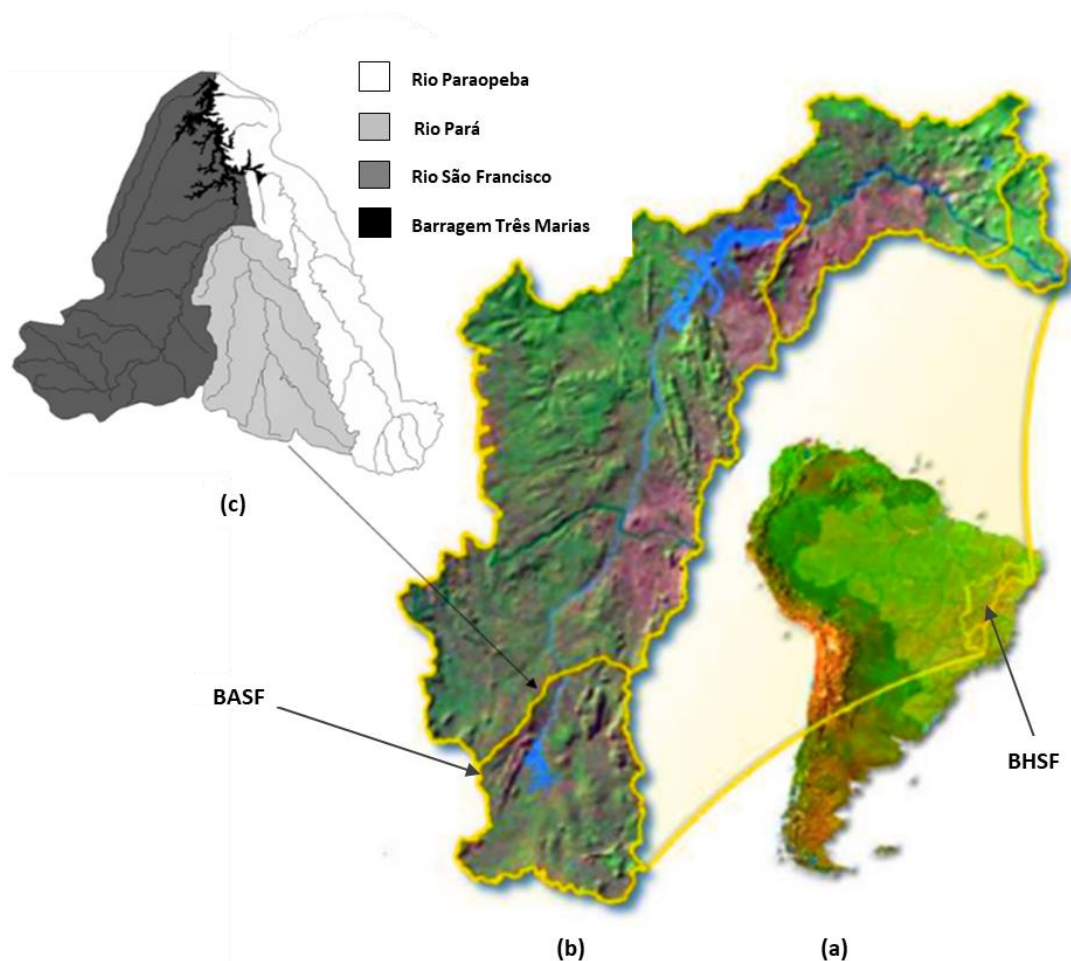 Rio Paraopeba
Rio Pará
Rio São Francisco
Barragem Três Marias
(c)
BASF
BHSF
(b)
(a)